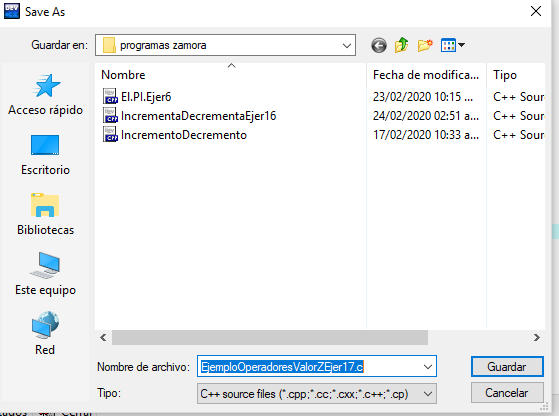 DEV
C++
Save As
Guardar en:
programas zamora
Nombre
Fecha de modifica...
Tipo
El.Pl.Ejer6
23/02/2020 10:15 ...
C++ Sour
IncrementaDecrementaEjer16
24/02/2020 02:51 a...
C++ Sour
IncrementoDecremento
17/02/2020 10:33 a...
C++ Sour
Acceso rápido
Escritorio
Bibliotecas
Este equipo
Red
Nombre de archivo:
EjemploOperadoresValorZEjer17.c
Guardar
Tipo:
C++ source files (*.cpp;*.cc;*.cxx;*.c++;*.cp)
Cancelar